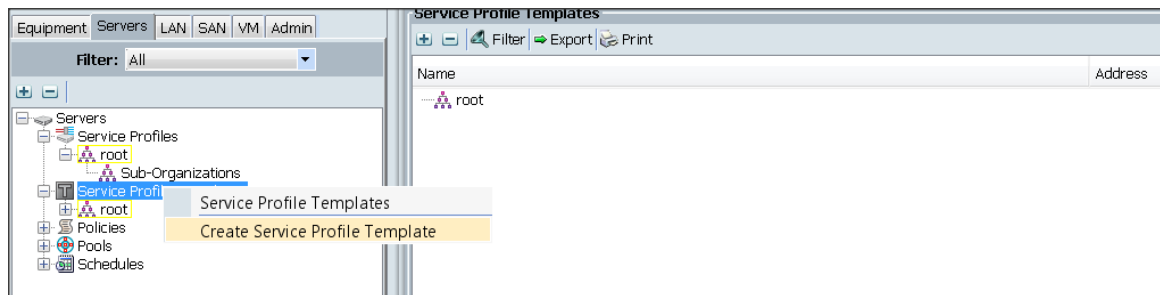 Equipment Servers LAN SAN VM Admin
Filter: All
Servers
Service Profiles
root
Sub-Organizations
Service Profil
root
Policies
Pools
Schedules
Service Profile Templates
Create Service Profile Template
Service Profile Templates
Filter Export Print
Name Address
root